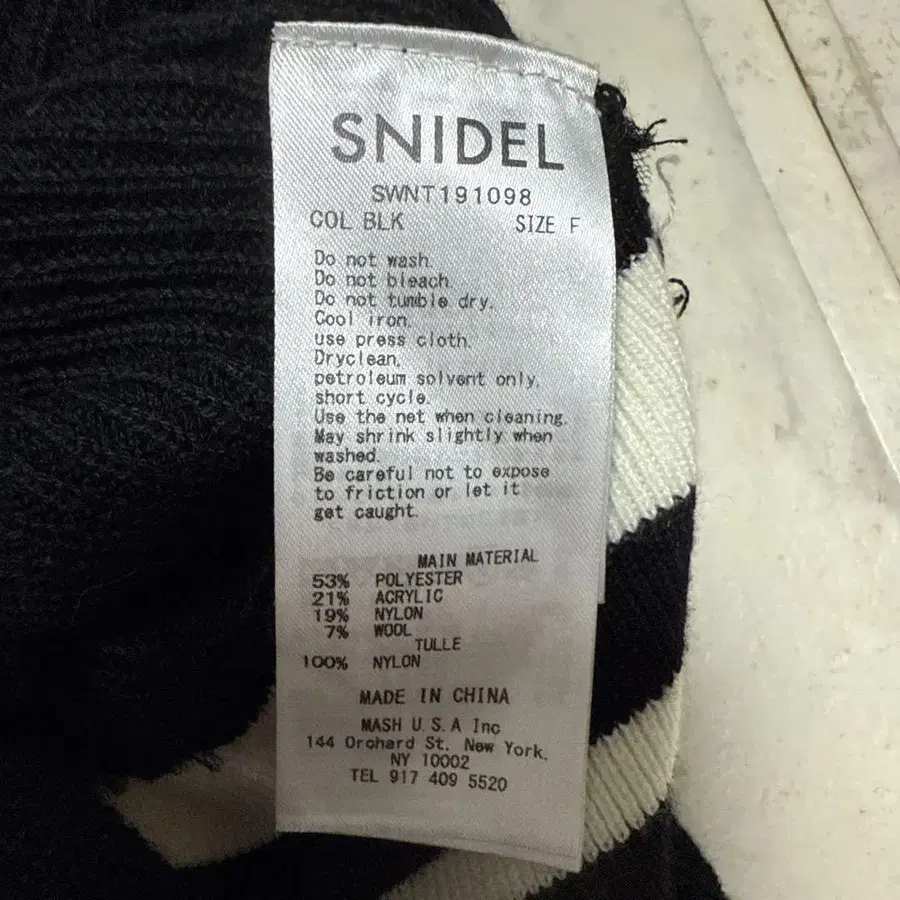 SNIDEL
SWNT191098
COL BLK SIZE F
Do not wash.
Do not bleach.
Do not tumble dry.
Cool iron.
use press cloth.
Dryclean,
petroleum solvent only,
short cycle.
Use the net when cleaning.
May shrink slightly when
washed.
Be careful not to expose
to friction or let it
get caught.
MAIN MATERIAL
53% POLYESTER
21% ACRYLIC
19% NYLON
7% WOOL
TULLE
100% NYLON
MADE IN CHINA
MASH U.S.A Inc
144 Orchard St. New York,
NY 10002
TEL 917 409 5520